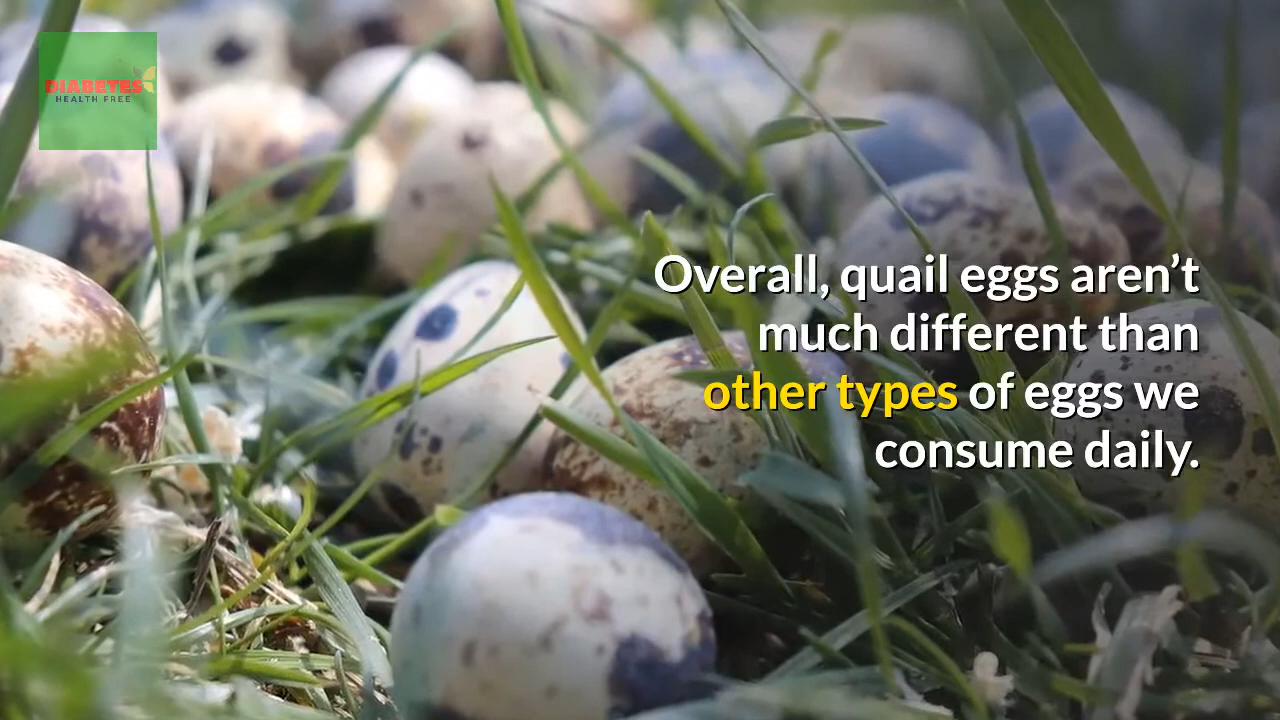 DIABETES
HEALTH FREE
Overall, quail eggs aren’t
much different than
other types of eggs we
consume daily.